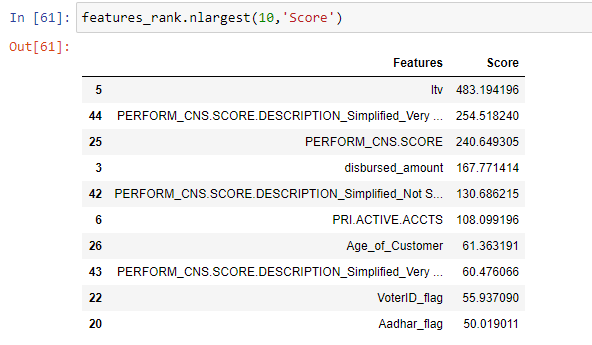 In [61]: features_rank.nlargest(10,'Score')
Out[61]:
Features Score
5 ltv 483.194196
44 PERFORM_CNS.SCORE.DESCRIPTION_Simplified_Very ... 254.518240
25 PERFORM_CNS.SCORE 240.649305
3 disbursed_amount 167.771414
42 PERFORM_CNS.SCORE.DESCRIPTION_Simplified_Not S... 130.686215
6 PRI.ACTIVE.ACCTS 108.099196
26 Age_of_Customer 61.363191
43 PERFORM_CNS.SCORE.DESCRIPTION_Simplified_Very ... 60.476066
22 VoterID_flag 55.937090
20 Aadhar_flag 50.019011